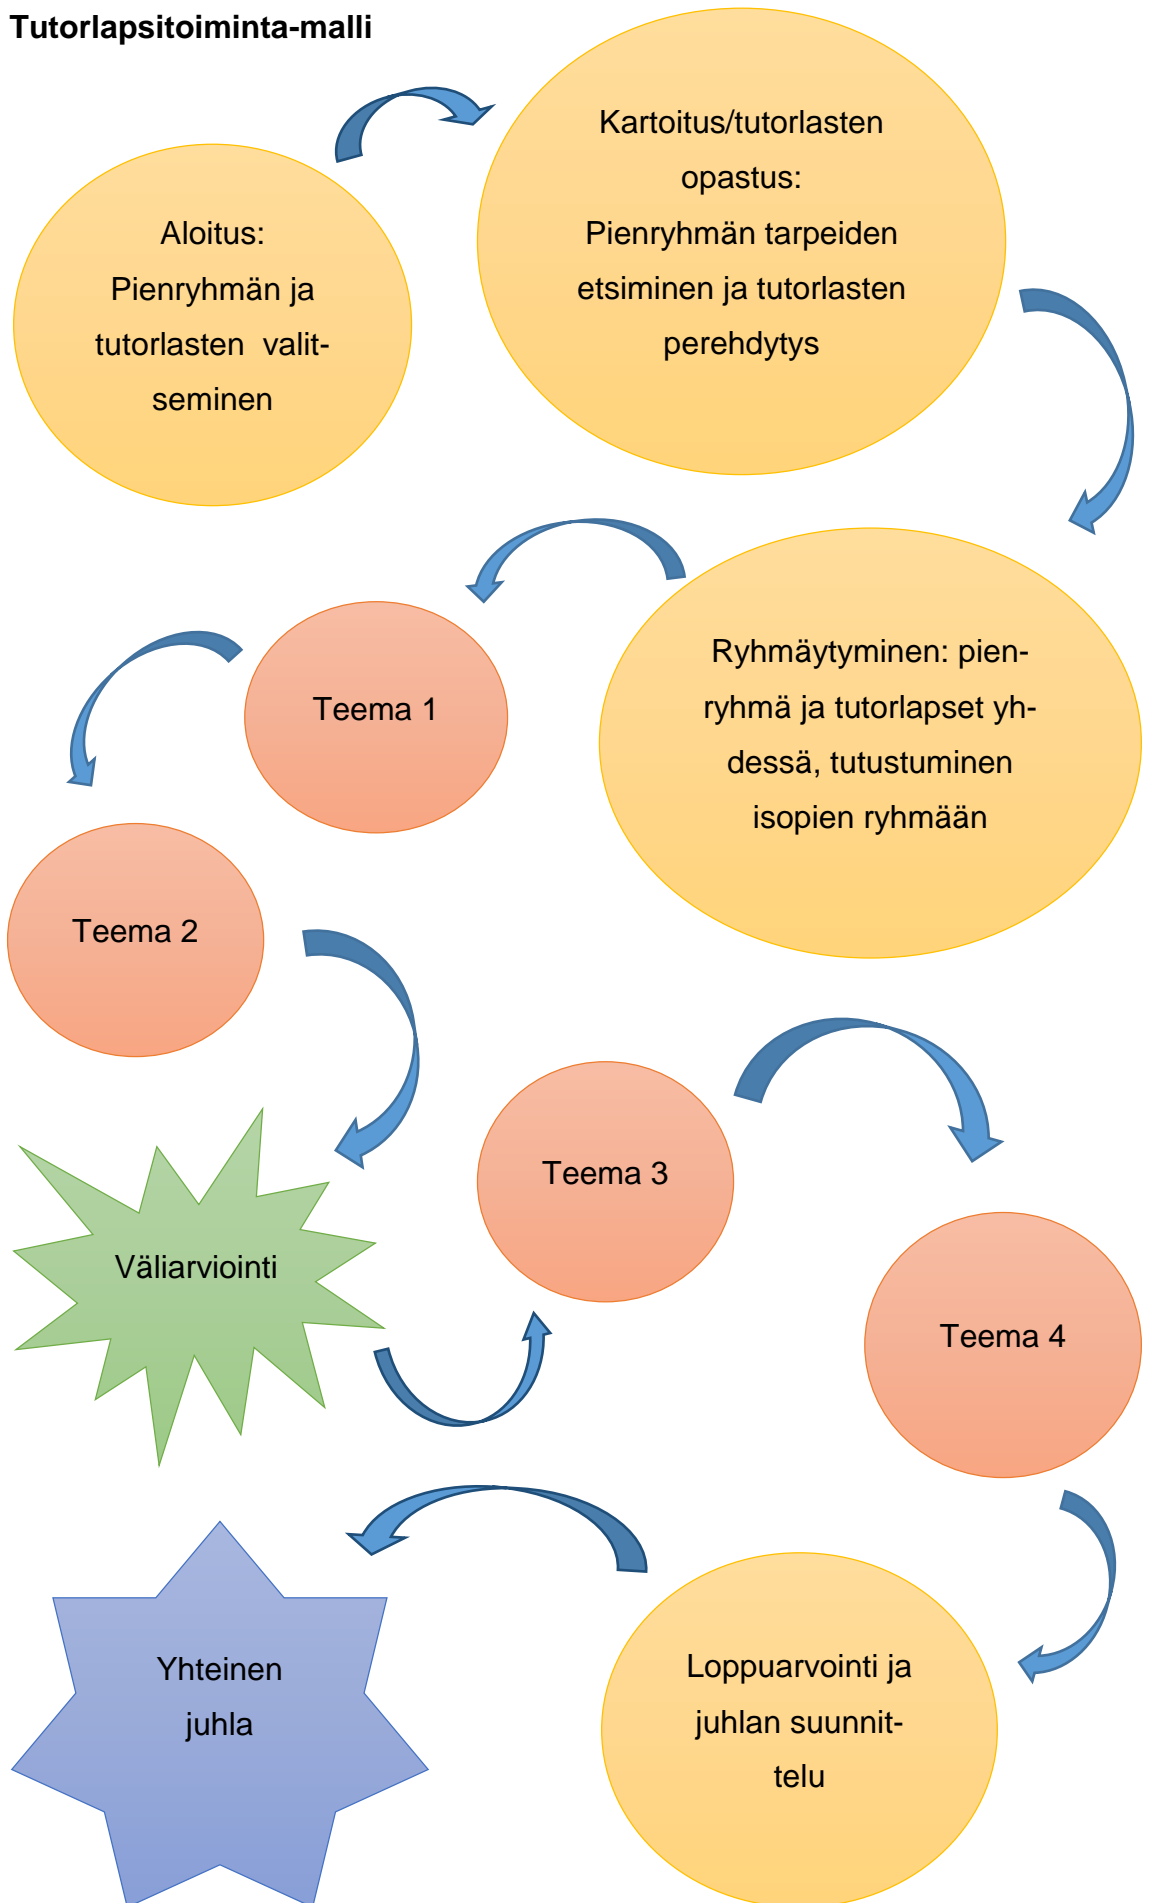 Tutorlapsitoiminta-malli
Aloitus:
Pienryhmän ja
tutorlasten valit-
seminen
Kartoitus/tutorlasten
opastus:
Pienryhmän tarpeiden
etsiminen ja tutorlasten
perehdytys
Ryhmäytyminen: pien-
ryhmä ja tutorlapset yh-
dessä, tutustuminen
isopien ryhmään
Teema 1
Teema 2
Väliarviointi
Teema 3
Teema 4
Loppuarvointi ja
juhlan suunnit-
telu
Yhteinen
juhla